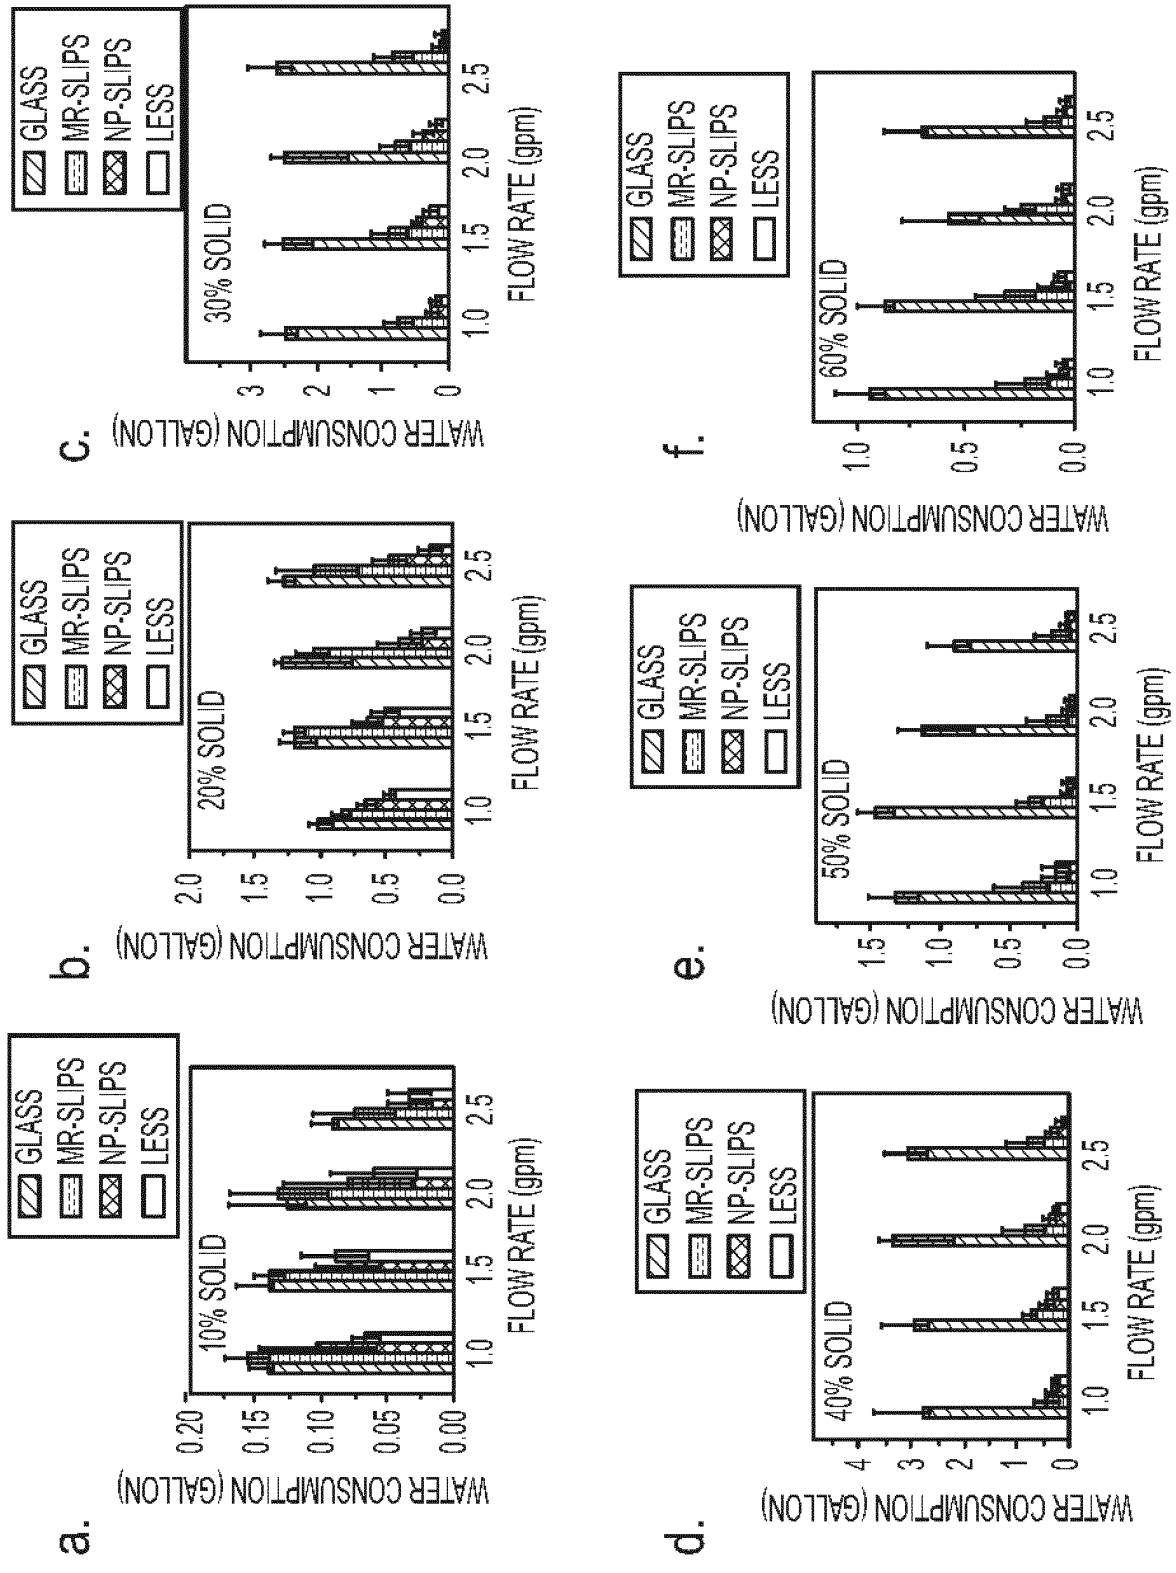 a.
GLASS
MR-SLIPS
NP-SLIPS
LESS
10% SOLID
WATER CONSUMPTION (GALLON)
0.20
0.15
0.10
0.05
0.00
1.0 1.5 2.0 2.5
FLOW RATE (gpm)
b.
GLASS
MR-SLIPS
NP-SLIPS
LESS
20% SOLID
WATER CONSUMPTION (GALLON)
2.0
1.5
1.0
0.5
0.0
1.0 1.5 2.0 2.5
FLOW RATE (gpm)
c.
GLASS
MR-SLIPS
NP-SLIPS
LESS
30% SOLID
WATER CONSUMPTION (GALLON)
3
2
1
0
1.0 1.5 2.0 2.5
FLOW RATE (gpm)
d.
GLASS
MR-SLIPS
NP-SLIPS
LESS
40% SOLID
WATER CONSUMPTION (GALLON)
4
3
2
1
0
1.0 1.5 2.0 2.5
FLOW RATE (gpm)
e.
GLASS
MR-SLIPS
NP-SLIPS
LESS
50% SOLID
WATER CONSUMPTION (GALLON)
1.5
1.0
0.5
0.0
1.0 1.5 2.0 2.5
FLOW RATE (gpm)
f.
GLASS
MR-SLIPS
NP-SLIPS
LESS
60% SOLID
WATER CONSUMPTION (GALLON)
1.0
0.5
0.0
1.0 1.5 2.0 2.5
FLOW RATE (gpm)